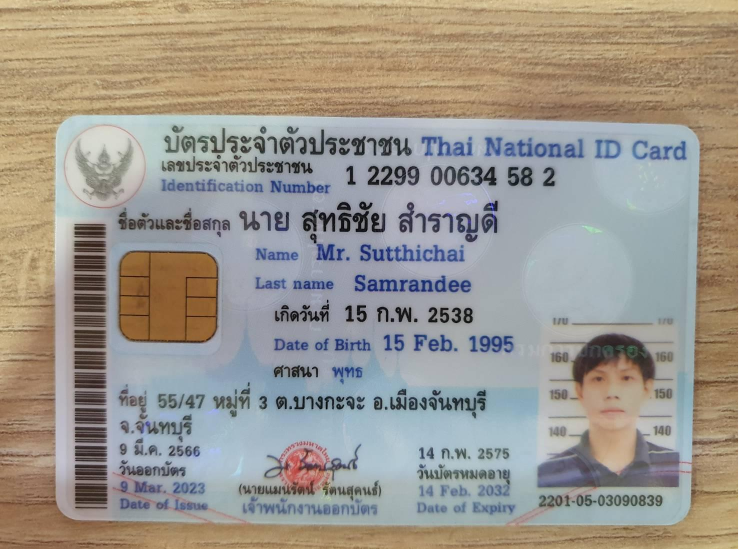 บัตรประจำตัวประชาชน Thai National ID Card
เลขประจำตัวประชาชน
Identification Number 1 2299 00634 58 2
ชื่อตัวและชื่อสกุล นาย สุทธิชัย สำราญดี
Name Mr. Sutthichai
Last name Samrandee
เกิดวันที่ 15 ก.พ. 2538
Date of Birth 15 Feb. 1995
ศาสนา พุทธ
ที่อยู่ 55/47 หมู่ที่ 3 ต.บางกะจะ อ.เมืองจันทบุรี
จ.จันทบุรี
9 มี.ค. 2566
วันออกบัตร
9 Mar. 2023
Date of Issue
(นายแมนรัตน์ รัตนสุคนธ์)
เจ้าพนักงานออกบัตร
14 ก.พ. 2575
วันบัตรหมดอายุ
14 Feb. 2032
Date of Expiry
170 170
160 160
150 150
140 140
2201-05-03090839